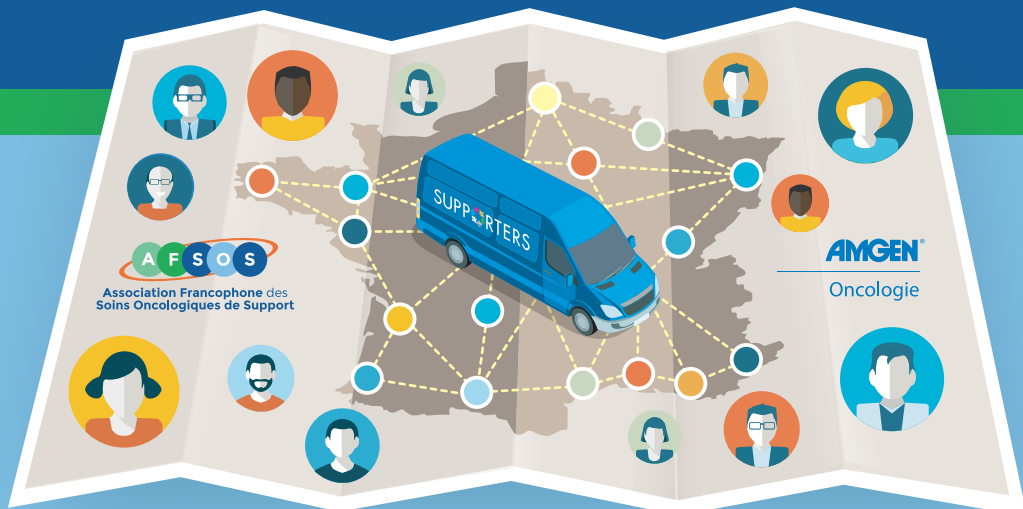 SUPPORTERS
AFSOS
Association Francophone des
Soins Oncologiques de Support
AMGEN®
Oncologie